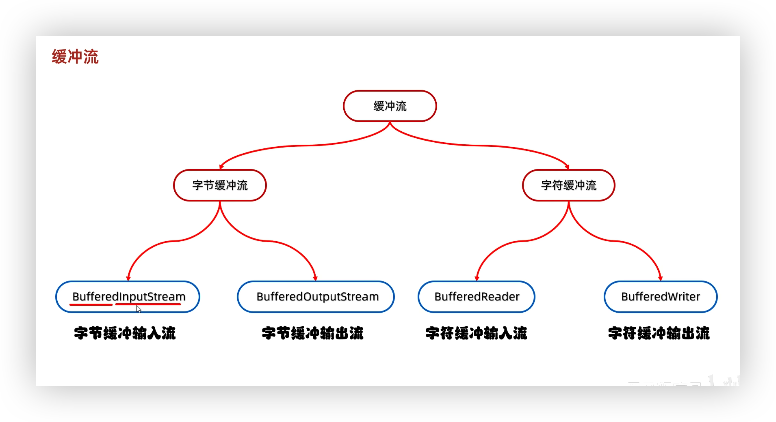 缓冲流
缓冲流
字节缓冲流
字符缓冲流
BufferedInputStream
BufferedOutputStream
BufferedReader
BufferedWriter
字节缓冲输入流
字节缓冲输出流
字符缓冲输入流
字符缓冲输出流